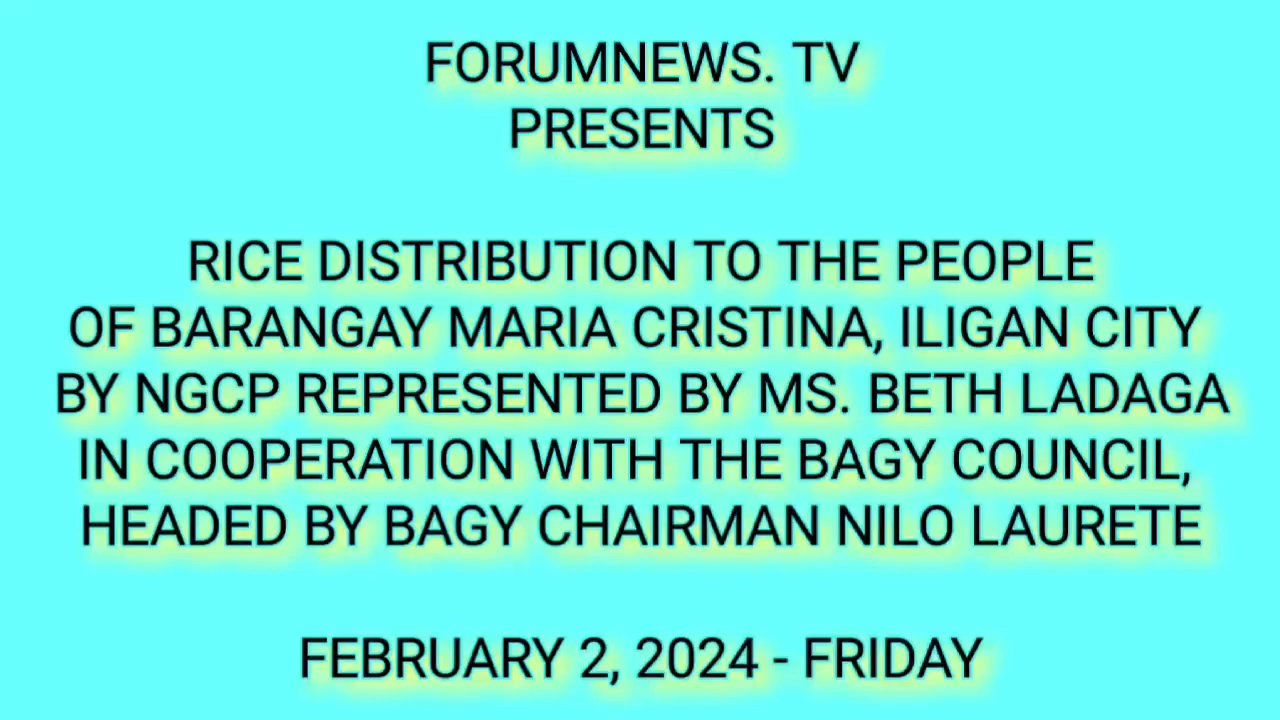 FORUMNEWS. TV
PRESENTS
RICE DISTRIBUTION TO THE PEOPLE
OF BARANGAY MARIA CRISTINA, ILIGAN CITY
BY NGCP REPRESENTED BY MS. BETH LADAGA
IN COOPERATION WITH THE BAGY COUNCIL,
HEADED BY BAGY CHAIRMAN NILO LAURETE
FEBRUARY 2, 2024 - FRIDAY